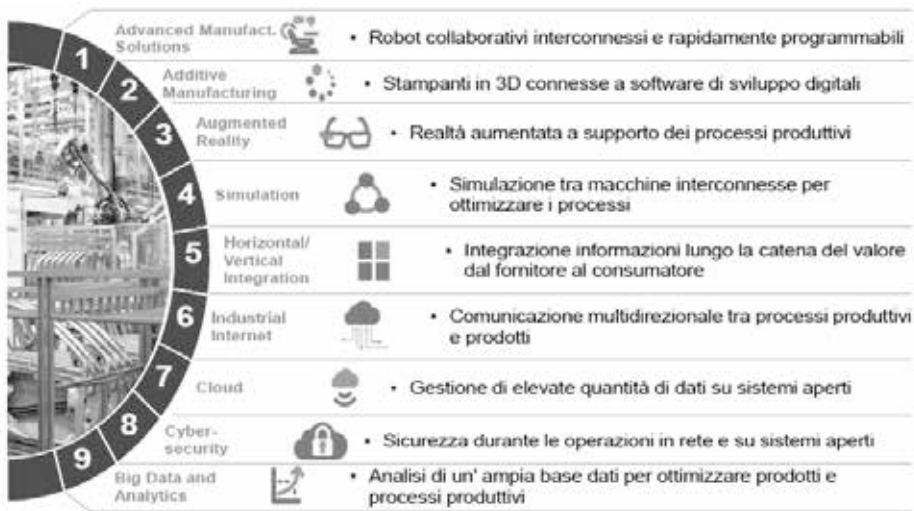 1
Advanced Manufact.
Solutions
• Robot collaborativi interconnessi e rapidamente programmabili
2
Additive
Manufacturing
• Stampanti in 3D connesse a software di sviluppo digitali
3
Augmented
Reality
• Realtà aumentata a supporto dei processi produttivi
4
Simulation
• Simulazione tra macchine interconnesse per
ottimizzare i processi
5
Horizontal/
Vertical
Integration
• Integrazione informazioni lungo la catena del valore
dal fornitore al consumatore
6
Industrial
Internet
• Comunicazione multidirezionale tra processi produttivi
e prodotti
7
Cloud
• Gestione di elevate quantità di dati su sistemi aperti
8
Cyber-
security
• Sicurezza durante le operazioni in rete e su sistemi aperti
9
Big Data and
Analytics
• Analisi di un' ampia base dati per ottimizzare prodotti e
processi produttivi